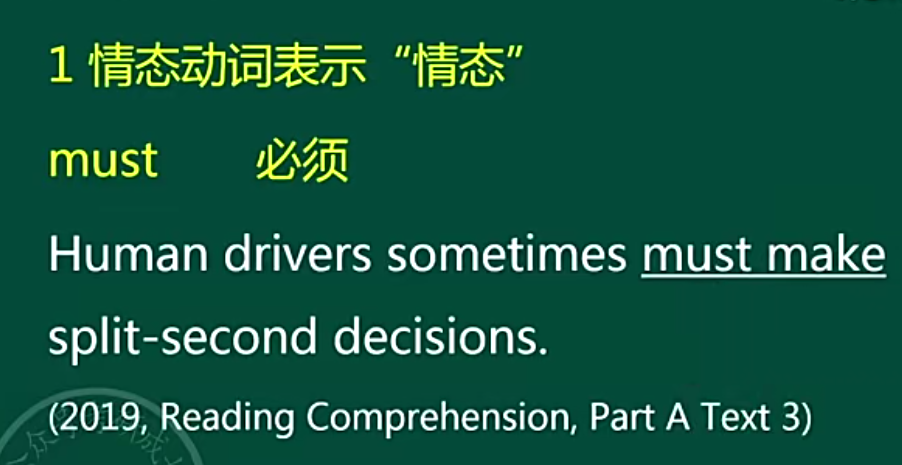 1 情态动词表示“情态”
must 必须
Human drivers sometimes must make
split-second decisions.
(2019, Reading Comprehension, Part A Text 3)